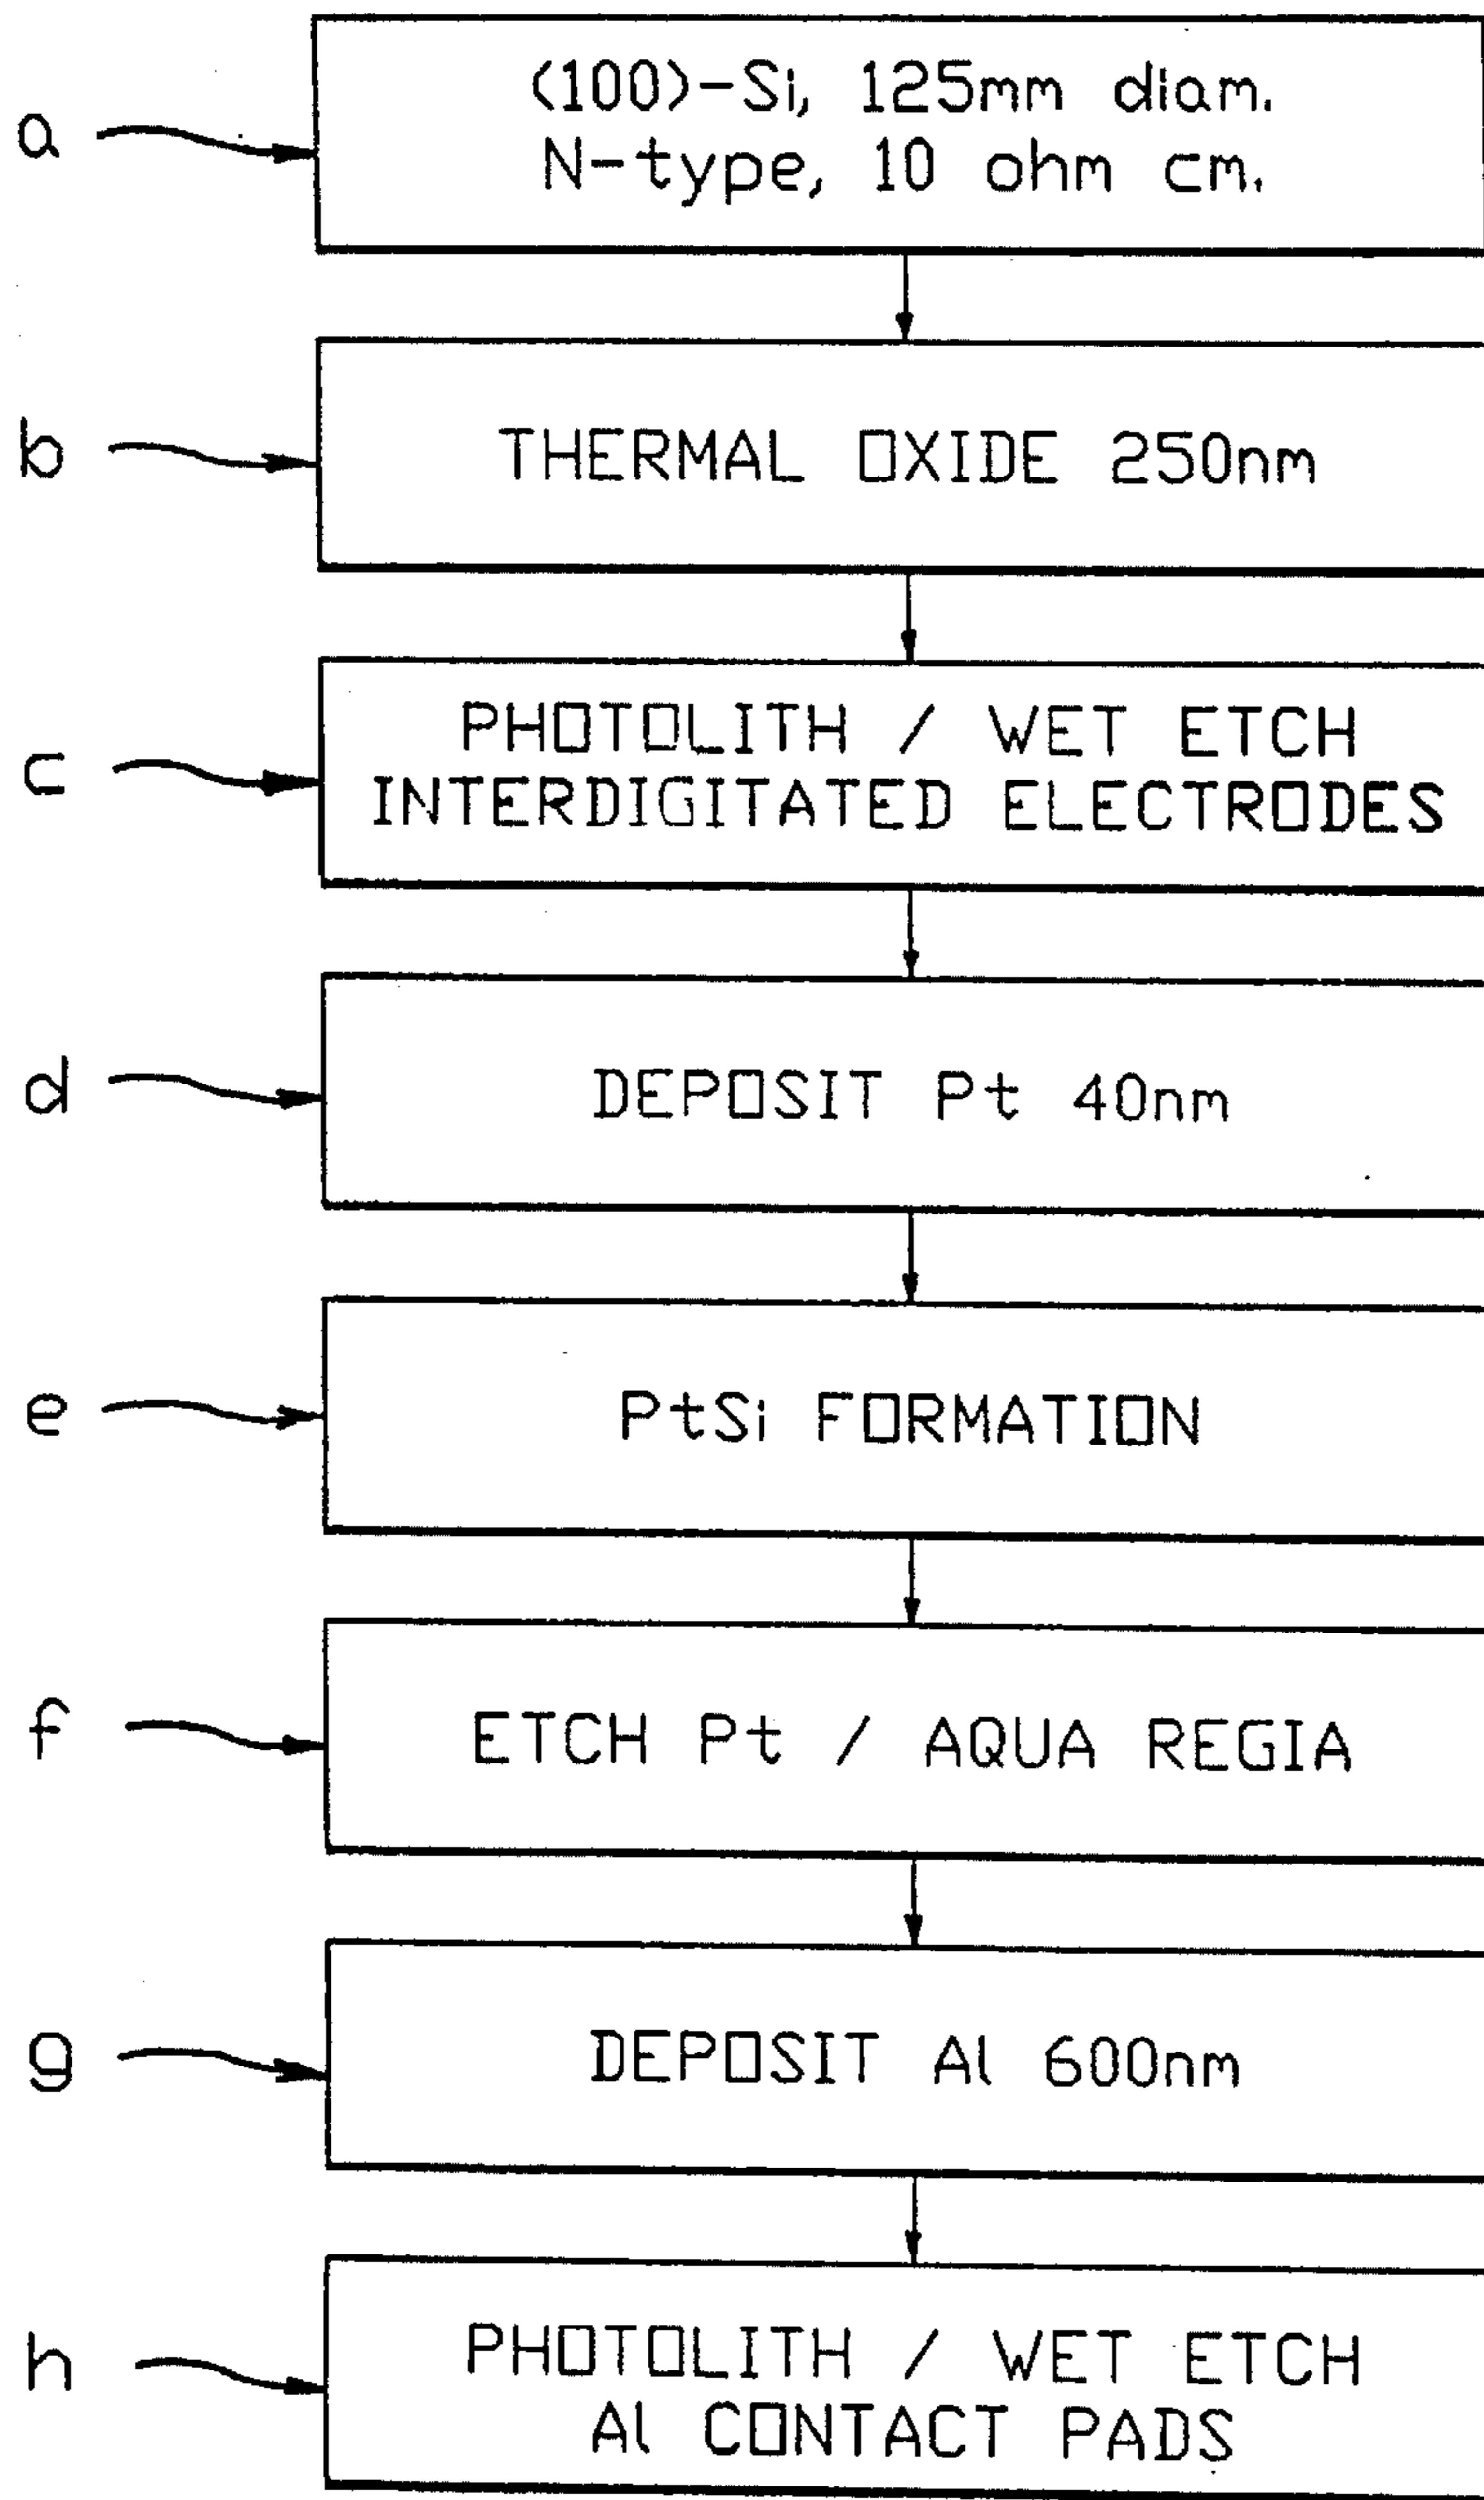 a
(100)-Si, 125mm diam.
N-type, 10 ohm cm.
b
THERMAL OXIDE 250nm
c
PHOTOLITH / WET ETCH
INTERDIGITATED ELECTRODES
d
DEPOSIT Pt 40nm
e
PtSi FORMATION
f
ETCH Pt / AQUA REGIA
g
DEPOSIT Al 600nm
h
PHOTOLITH / WET ETCH
Al CONTACT PADS